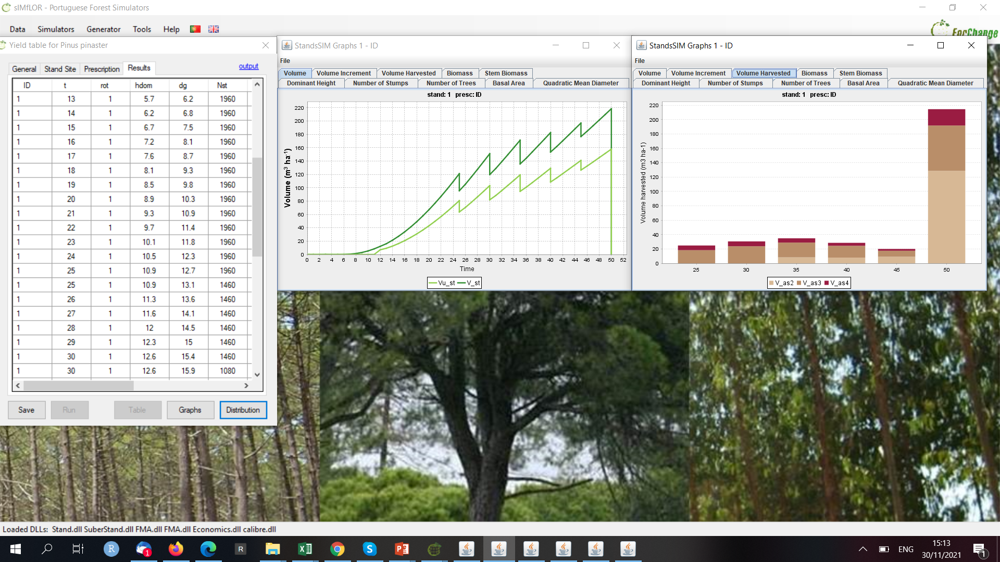 sIMfLOR - Portuguese Forest Simulators
Data Simulators Generator Tools Help
ForChange
Yield table for Pinus pinaster
General Stand Site Prescription Results output
ID t rot hdom dg Nst
1 13 1 5.7 6.2 1960
1 14 1 6.2 6.8 1960
1 15 1 6.7 7.5 1960
1 16 1 7.2 8.1 1960
1 17 1 7.6 8.7 1960
1 18 1 8.1 9.3 1960
1 19 1 8.5 9.8 1960
1 20 1 8.9 10.3 1960
1 21 1 9.3 10.9 1960
1 22 1 9.7 11.4 1960
1 23 1 10.1 11.8 1960
1 24 1 10.5 12.3 1960
1 25 1 10.9 12.7 1960
1 25 1 10.9 13.1 1460
1 26 1 11.3 13.6 1460
1 27 1 11.6 14.1 1460
1 28 1 12 14.5 1460
1 29 1 12.3 15 1460
1 30 1 12.6 15.4 1460
1 30 1 12.6 15.9 1080
Save Run Table Graphs Distribution
StandsSIM Graphs 1 - ID
File
Volume Volume Increment Volume Harvested Biomass Stem Biomass
Dominant Height Number of Stumps Number of Trees Basal Area Quadratic Mean Diameter
stand: 1 presc: ID
Volume (m³ ha⁻¹)
220
200
180
160
140
120
100
80
60
40
20
0
0 2 4 6 8 10 12 14 16 18 20 22 24 26 28 30 32 34 36 38 40 42 44 46 48 50 52
Time
Vu_st V_st
StandsSIM Graphs 1 - ID
File
Volume Volume Increment Volume Harvested Biomass Stem Biomass
Dominant Height Number of Stumps Number of Trees Basal Area Quadratic Mean Diameter
stand: 1 presc: ID
Volume harvested (m3 ha-1)
220
200
180
160
140
120
100
80
60
40
20
0
25 30 35 40 45 50
V_as2 V_as3 V_as4
Loaded DLLs: Stand.dll SuberStand.dll FMA.dll FMA.dll Economics.dll calibre.dll
R 1 R ENG 15:13
30/11/2021 1